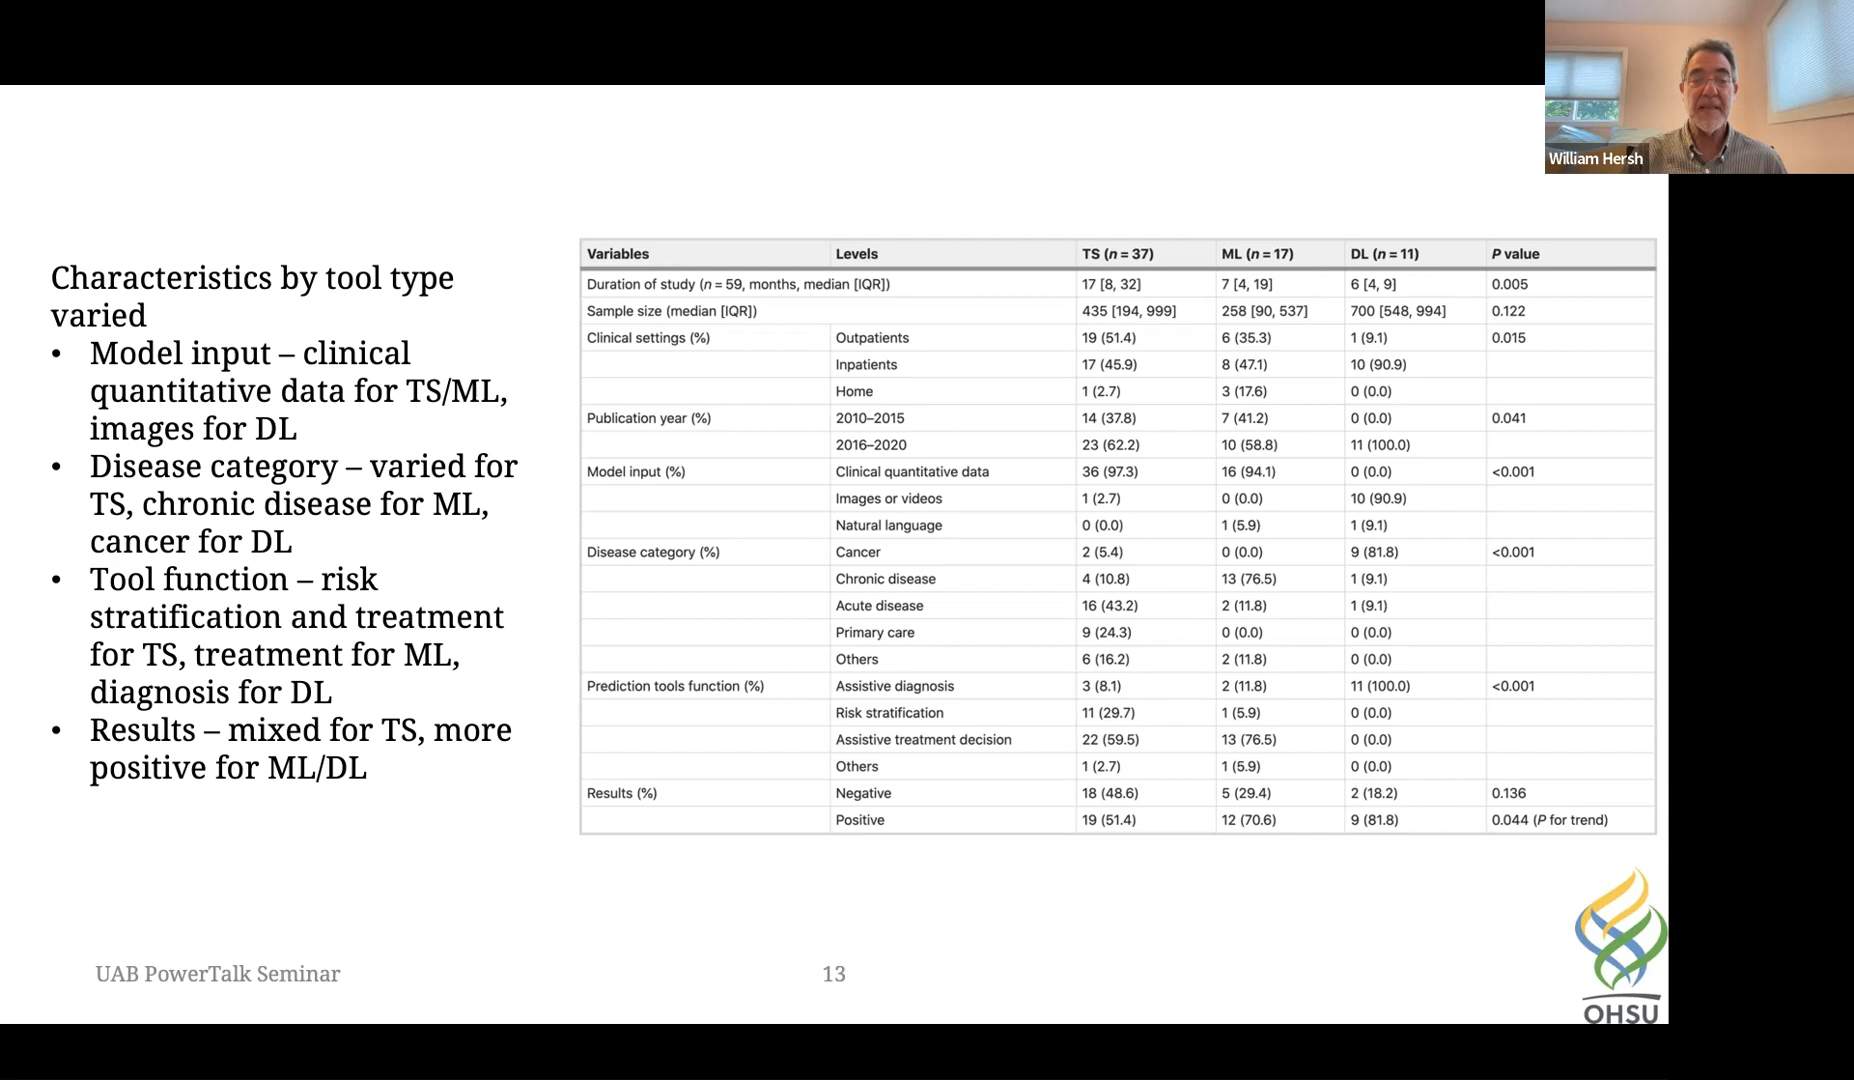 William Hersh
Characteristics by tool type
varied
• Model input – clinical
quantitative data for TS/ML,
images for DL
• Disease category – varied for
TS, chronic disease for ML,
cancer for DL
• Tool function – risk
stratification and treatment
for TS, treatment for ML,
diagnosis for DL
• Results – mixed for TS, more
positive for ML/DL
Variables Levels TS (n = 37) ML (n = 17) DL (n = 11) P value
Duration of study (n = 59, months, median [IQR]) 17 [8, 32] 7 [4, 19] 6 [4, 9] 0.005
Sample size (median [IQR]) 435 [194, 999] 258 [90, 537] 700 [548, 994] 0.122
Clinical settings (%) Outpatients 19 (51.4) 6 (35.3) 1 (9.1) 0.015
Inpatients 17 (45.9) 8 (47.1) 10 (90.9)
Home 1 (2.7) 3 (17.6) 0 (0.0)
Publication year (%) 2010–2015 14 (37.8) 7 (41.2) 0 (0.0) 0.041
2016–2020 23 (62.2) 10 (58.8) 11 (100.0)
Model input (%) Clinical quantitative data 36 (97.3) 16 (94.1) 0 (0.0) <0.001
Images or videos 1 (2.7) 0 (0.0) 10 (90.9)
Natural language 0 (0.0) 1 (5.9) 1 (9.1)
Disease category (%) Cancer 2 (5.4) 0 (0.0) 9 (81.8) <0.001
Chronic disease 4 (10.8) 13 (76.5) 1 (9.1)
Acute disease 16 (43.2) 2 (11.8) 1 (9.1)
Primary care 9 (24.3) 0 (0.0) 0 (0.0)
Others 6 (16.2) 2 (11.8) 0 (0.0)
Prediction tools function (%) Assistive diagnosis 3 (8.1) 2 (11.8) 11 (100.0) <0.001
Risk stratification 11 (29.7) 1 (5.9) 0 (0.0)
Assistive treatment decision 22 (59.5) 13 (76.5) 0 (0.0)
Others 1 (2.7) 1 (5.9) 0 (0.0)
Results (%) Negative 18 (48.6) 5 (29.4) 2 (18.2) 0.136
Positive 19 (51.4) 12 (70.6) 9 (81.8) 0.044 (P for trend)
UAB PowerTalk Seminar
13
OHSU